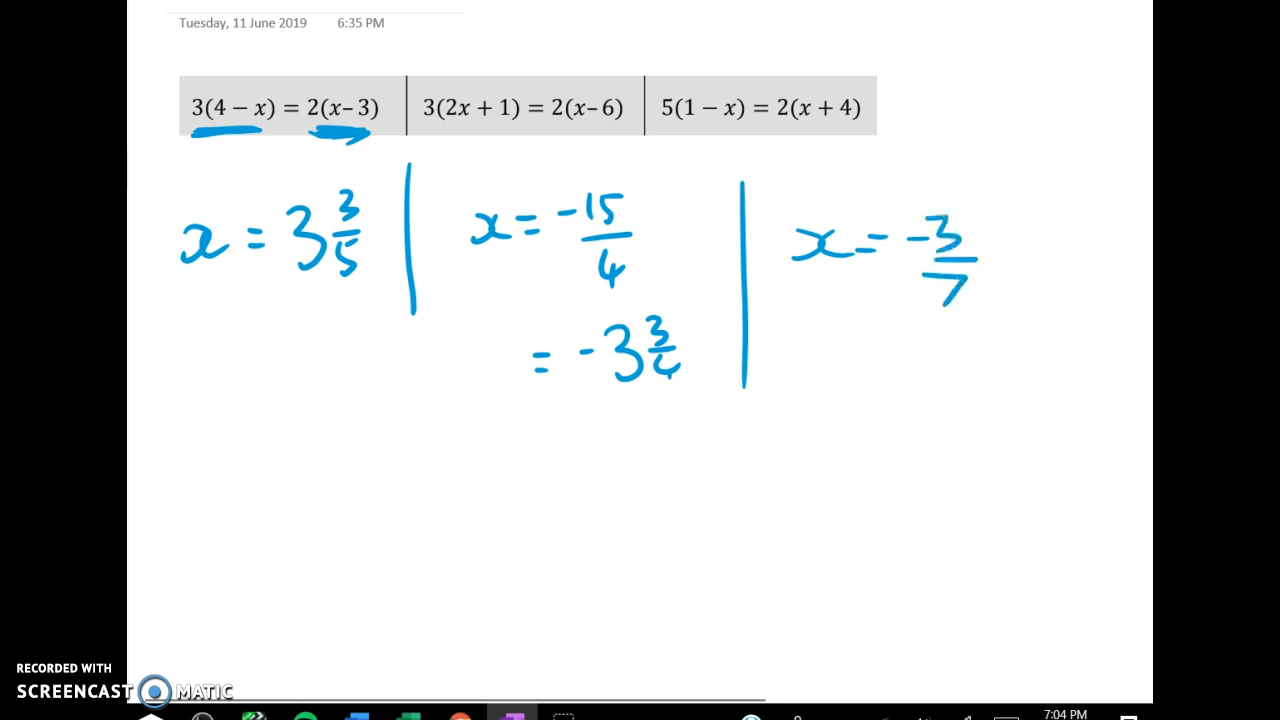 Tuesday, 11 June 2019 6:35 PM
3(4 − x) = 2(x– 3) 3(2x + 1) = 2(x– 6) 5(1 − x) = 2(x + 4)
x = 3 3/5 x = -15/4 x = -3/7
= -3 3/4
RECORDED WITH
SCREENCAST MATIC
7:04 PM